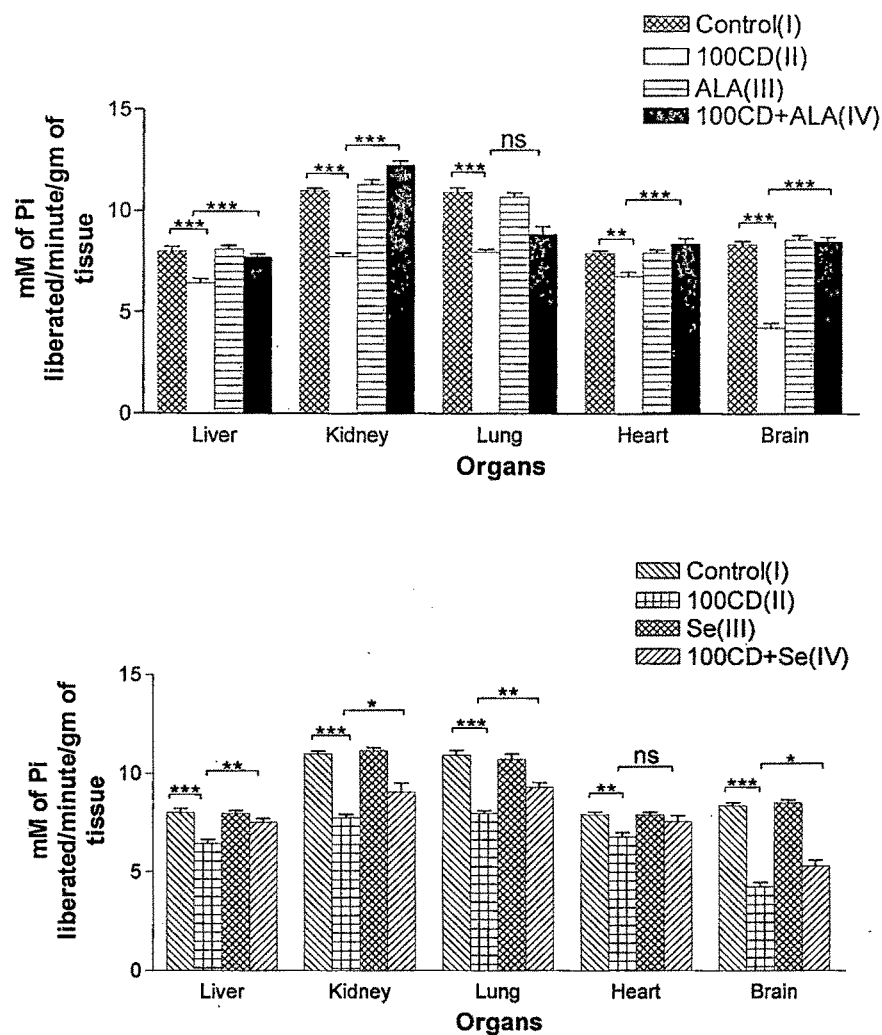 Control(I)
100CD(II)
ALA(III)
100CD+ALA(IV)
mM of Pi
liberated/minute/gm of
tissue
15
10
5
0
*** ***
*** ***
*** ns
** ***
*** ***
Liver Kidney Lung Heart Brain
Organs
Control(I)
100CD(II)
Se(III)
100CD+Se(IV)
mM of Pi
liberated/minute/gm of
tissue
15
10
5
0
*** **
*** *
*** **
** ns
*** *
Liver Kidney Lung Heart Brain
Organs